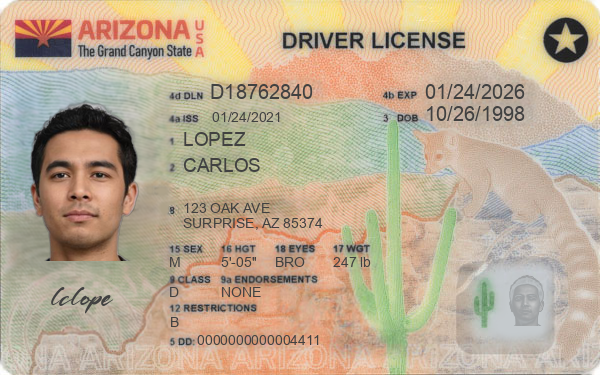 ARIZONA USA
The Grand Canyon State
DRIVER LICENSE
4d DLN D18762840
4b EXP 01/24/2026
4a ISS 01/24/2021
3 DOB 10/26/1998
1 LOPEZ
2 CARLOS
8 123 OAK AVE
SURPRISE, AZ 85374
15 SEX 16 HGT 18 EYES 17 WGT
M 5'-05" BRO 247 lb
9 CLASS 9a ENDORSEMENTS
D NONE
12 RESTRICTIONS
B
5 DD: 0000000000004411
lclope
ONA ARIZONA ARIZONA ARIZONA ARIZONA ARIZ